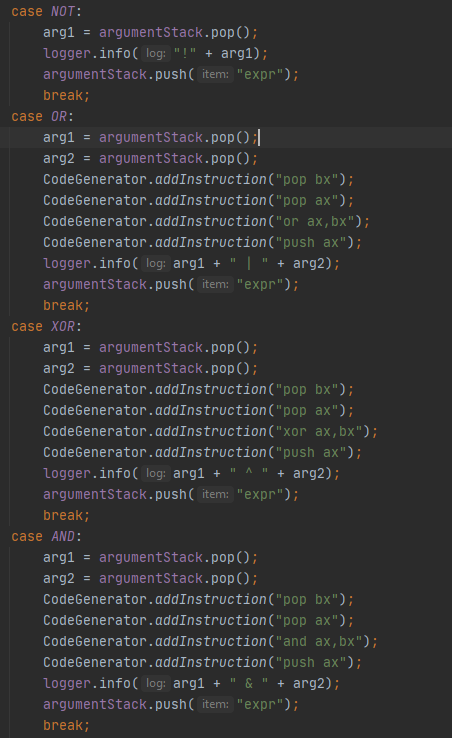 case NOT:
    arg1 = argumentStack.pop();
    logger.info( log: "!" + arg1);
    argumentStack.push( item: "expr");
    break;
case OR:
    arg1 = argumentStack.pop();
    arg2 = argumentStack.pop();
    CodeGenerator.addInstruction("pop bx");
    CodeGenerator.addInstruction("pop ax");
    CodeGenerator.addInstruction("or ax,bx");
    CodeGenerator.addInstruction("push ax");
    logger.info( log: arg1 + " | " + arg2);
    argumentStack.push( item: "expr");
    break;
case XOR:
    arg1 = argumentStack.pop();
    arg2 = argumentStack.pop();
    CodeGenerator.addInstruction("pop bx");
    CodeGenerator.addInstruction("pop ax");
    CodeGenerator.addInstruction("xor ax,bx");
    CodeGenerator.addInstruction("push ax");
    logger.info( log: arg1 + " ^ " + arg2);
    argumentStack.push( item: "expr");
    break;
case AND:
    arg1 = argumentStack.pop();
    arg2 = argumentStack.pop();
    CodeGenerator.addInstruction("pop bx");
    CodeGenerator.addInstruction("pop ax");
    CodeGenerator.addInstruction("and ax,bx");
    CodeGenerator.addInstruction("push ax");
    logger.info( log: arg1 + " & " + arg2);
    argumentStack.push( item: "expr");
    break;